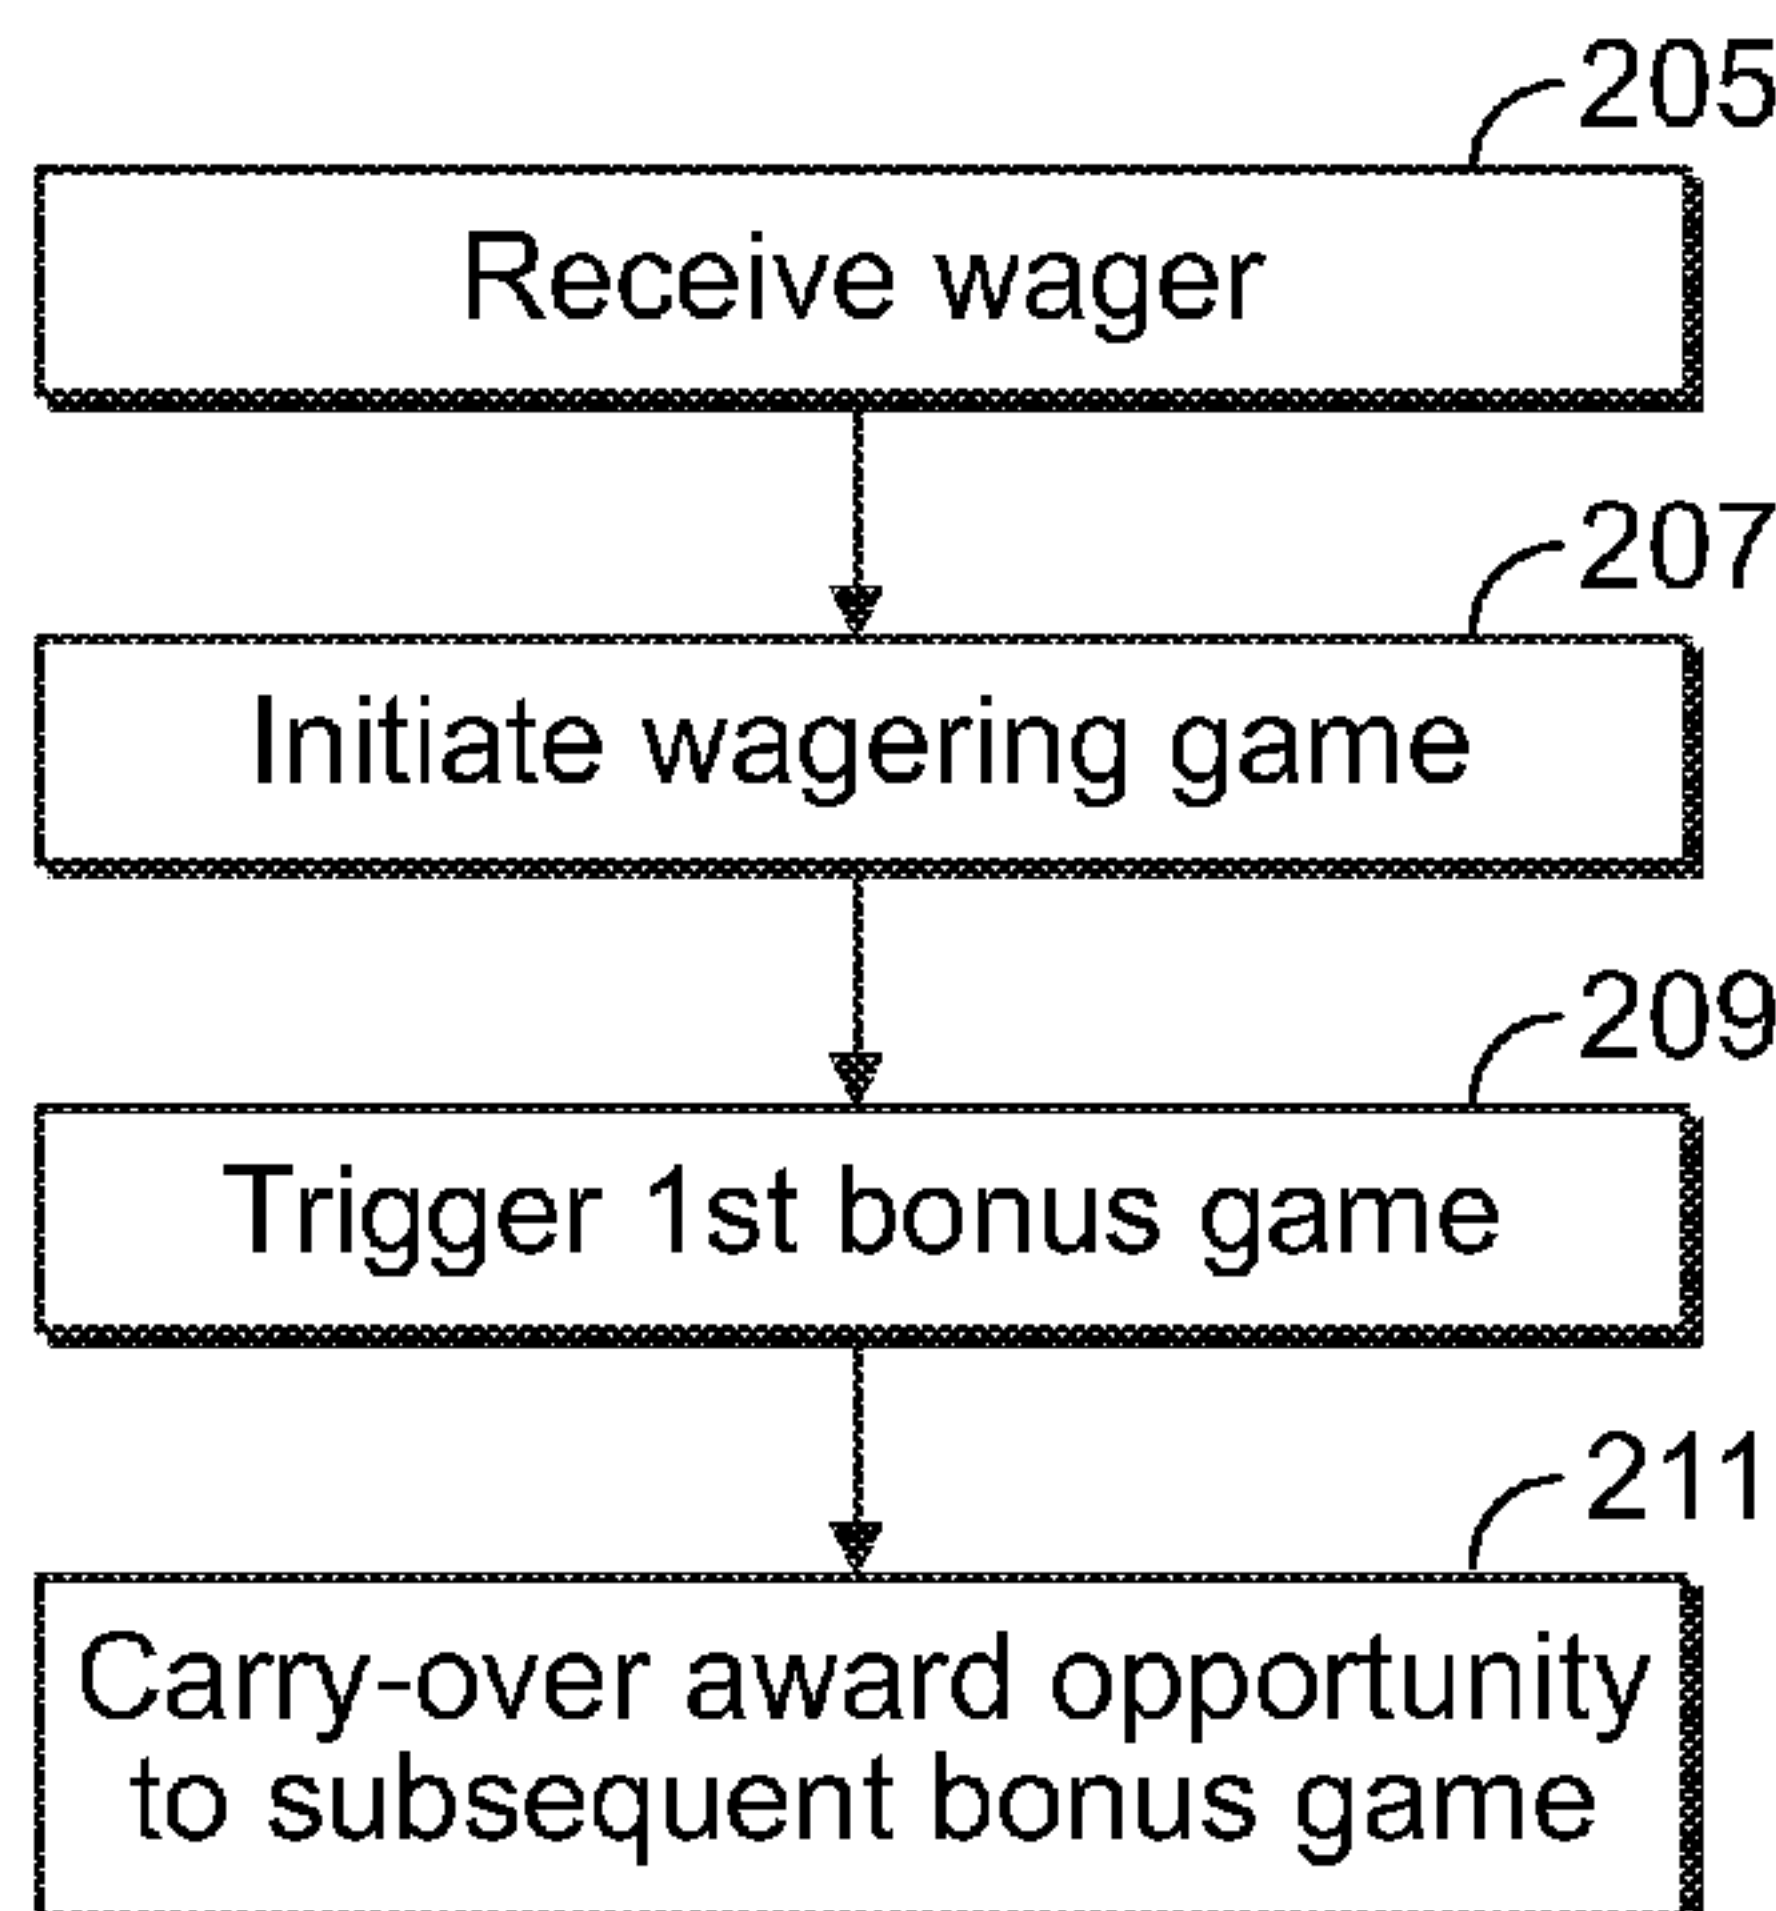 205
Receive wager
207
Initiate wagering game
209
Trigger 1st bonus game
211
Carry-over award opportunity
to subsequent bonus game